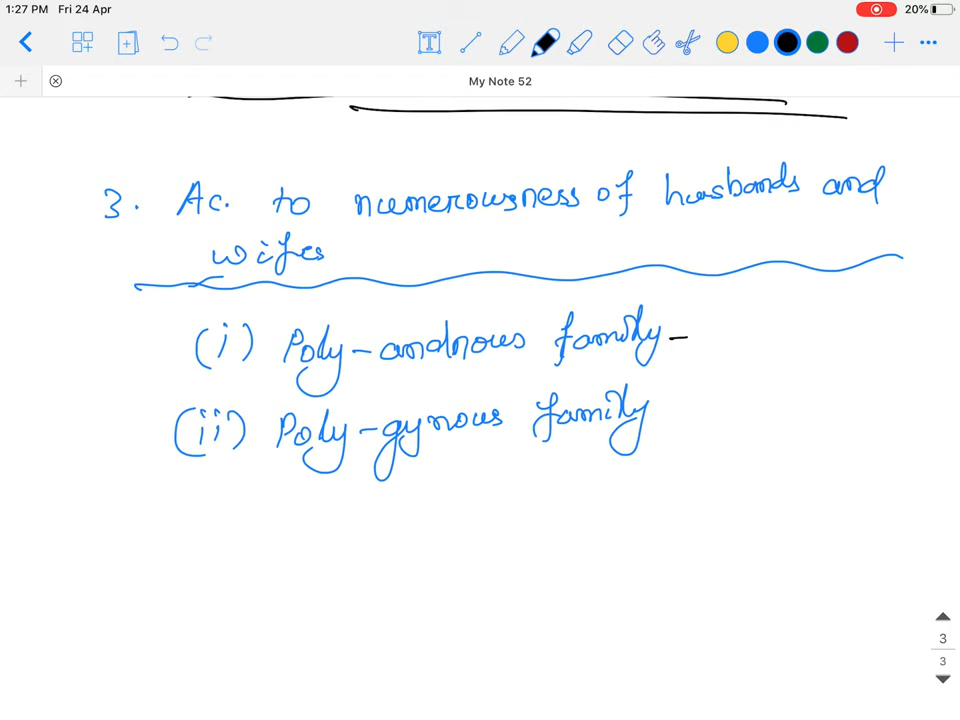 1:27 PM Fri 24 Apr 20%
T
My Note 52
3. Ac. to numerousness of husbands and
wifes
(i) Poly-androus family-
(ii) Poly-gynous family
3
3